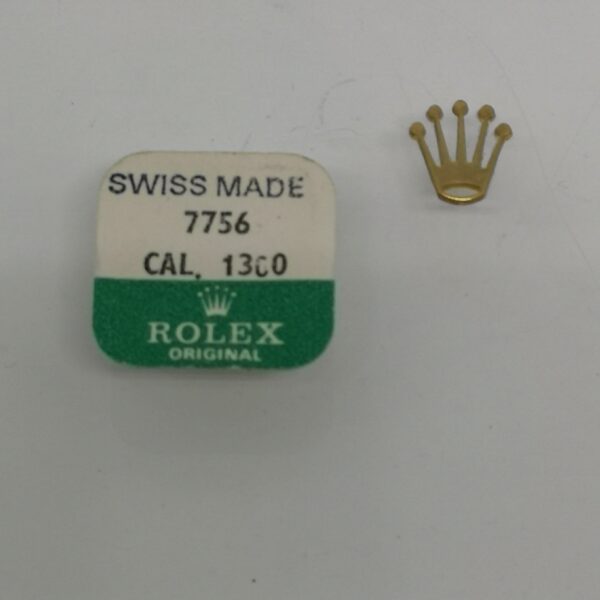 SWISS MADE
7756
CAL. 1300
ROLEX
ORIGINAL